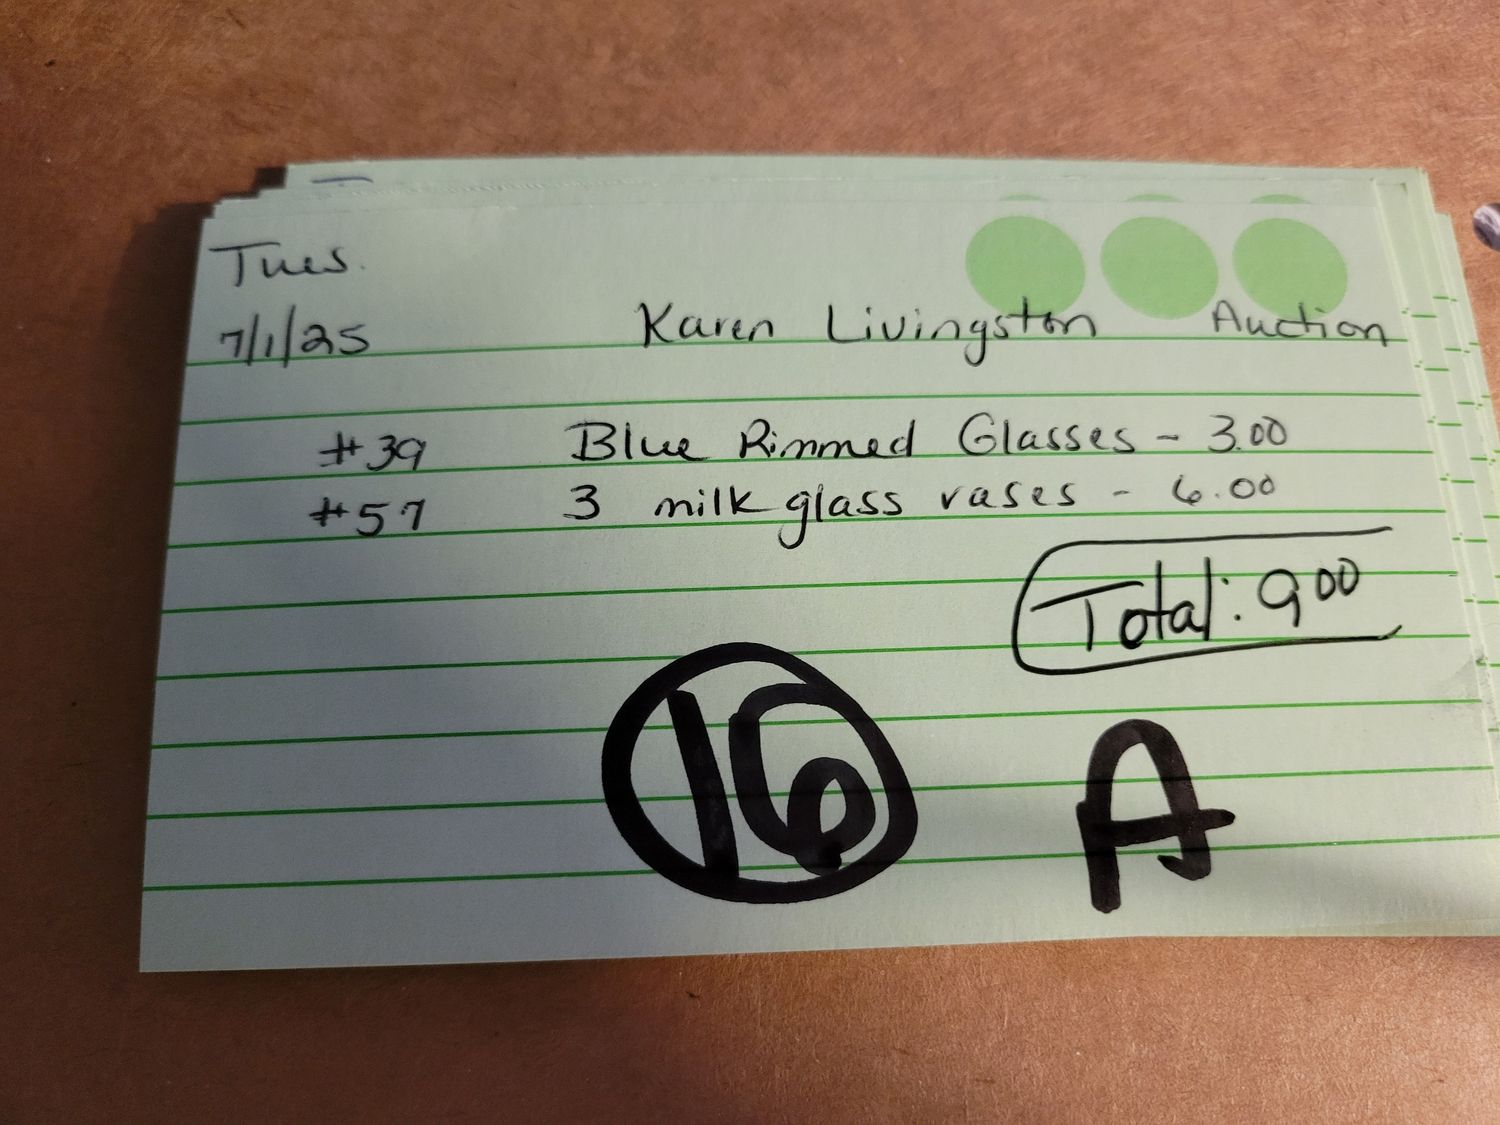 Tues.
7/1/25 Karen Livingston Auction
#39 Blue Rimmed Glasses - 3.00
#57 3 milk glass vases - 6.00
Total: 9.00
16 A